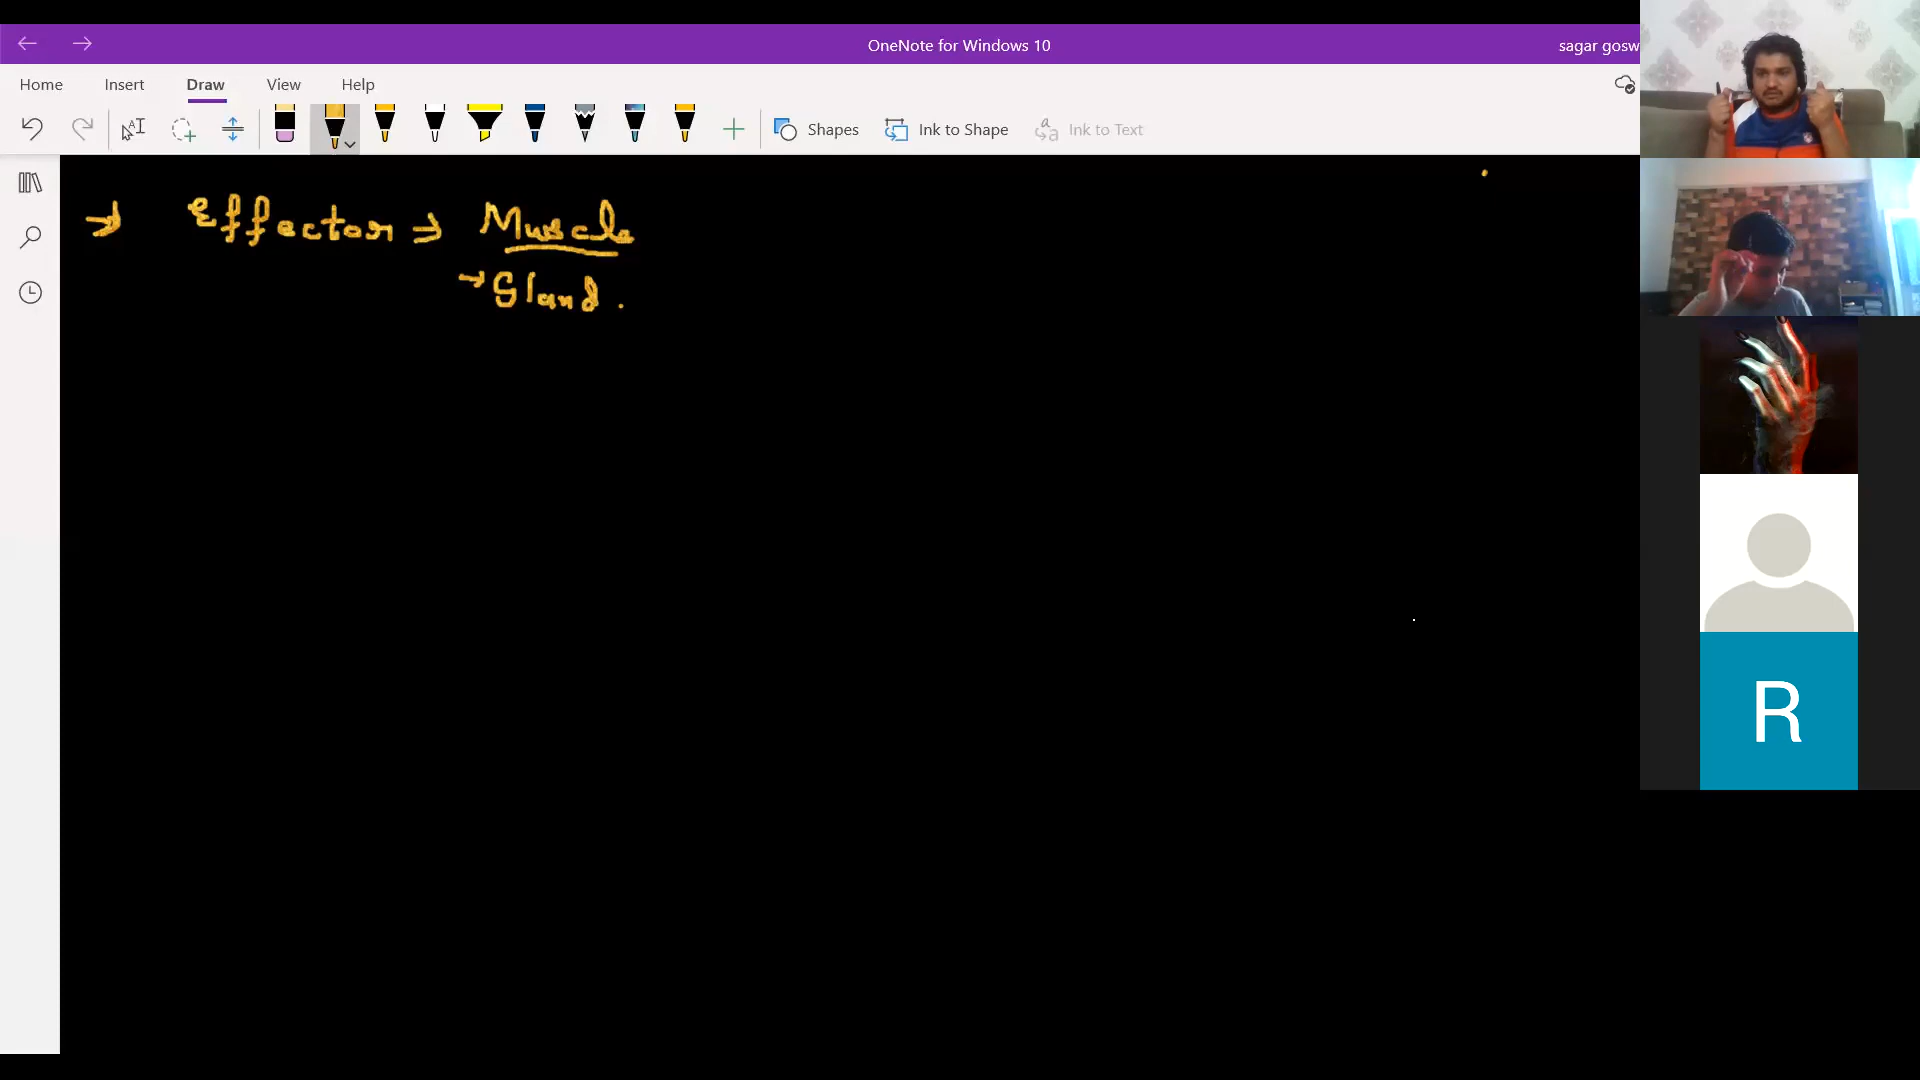 OneNote for Windows 10
sagar gosw
Home Insert Draw View Help
Shapes Ink to Shape Ink to Text
→ Effector ⇒ Muscle
→ Gland.
R